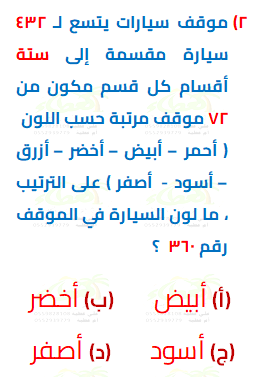 ٢) موقف سيارات يتسع لـ ٤٣٢
سيارة مقسمة إلى ستة
أقسام كل قسم مكون من
٧٢ موقف مرتبة حسب اللون
( أحمر – أبيض – أخضر – أزرق
– أسود - أصفر ) على الترتيب
، ما لون السيارة في الموقف
رقم ٣٦٠ ؟
(أ) أبيض (ب) أخضر
(ج) أسود (د) أصفر